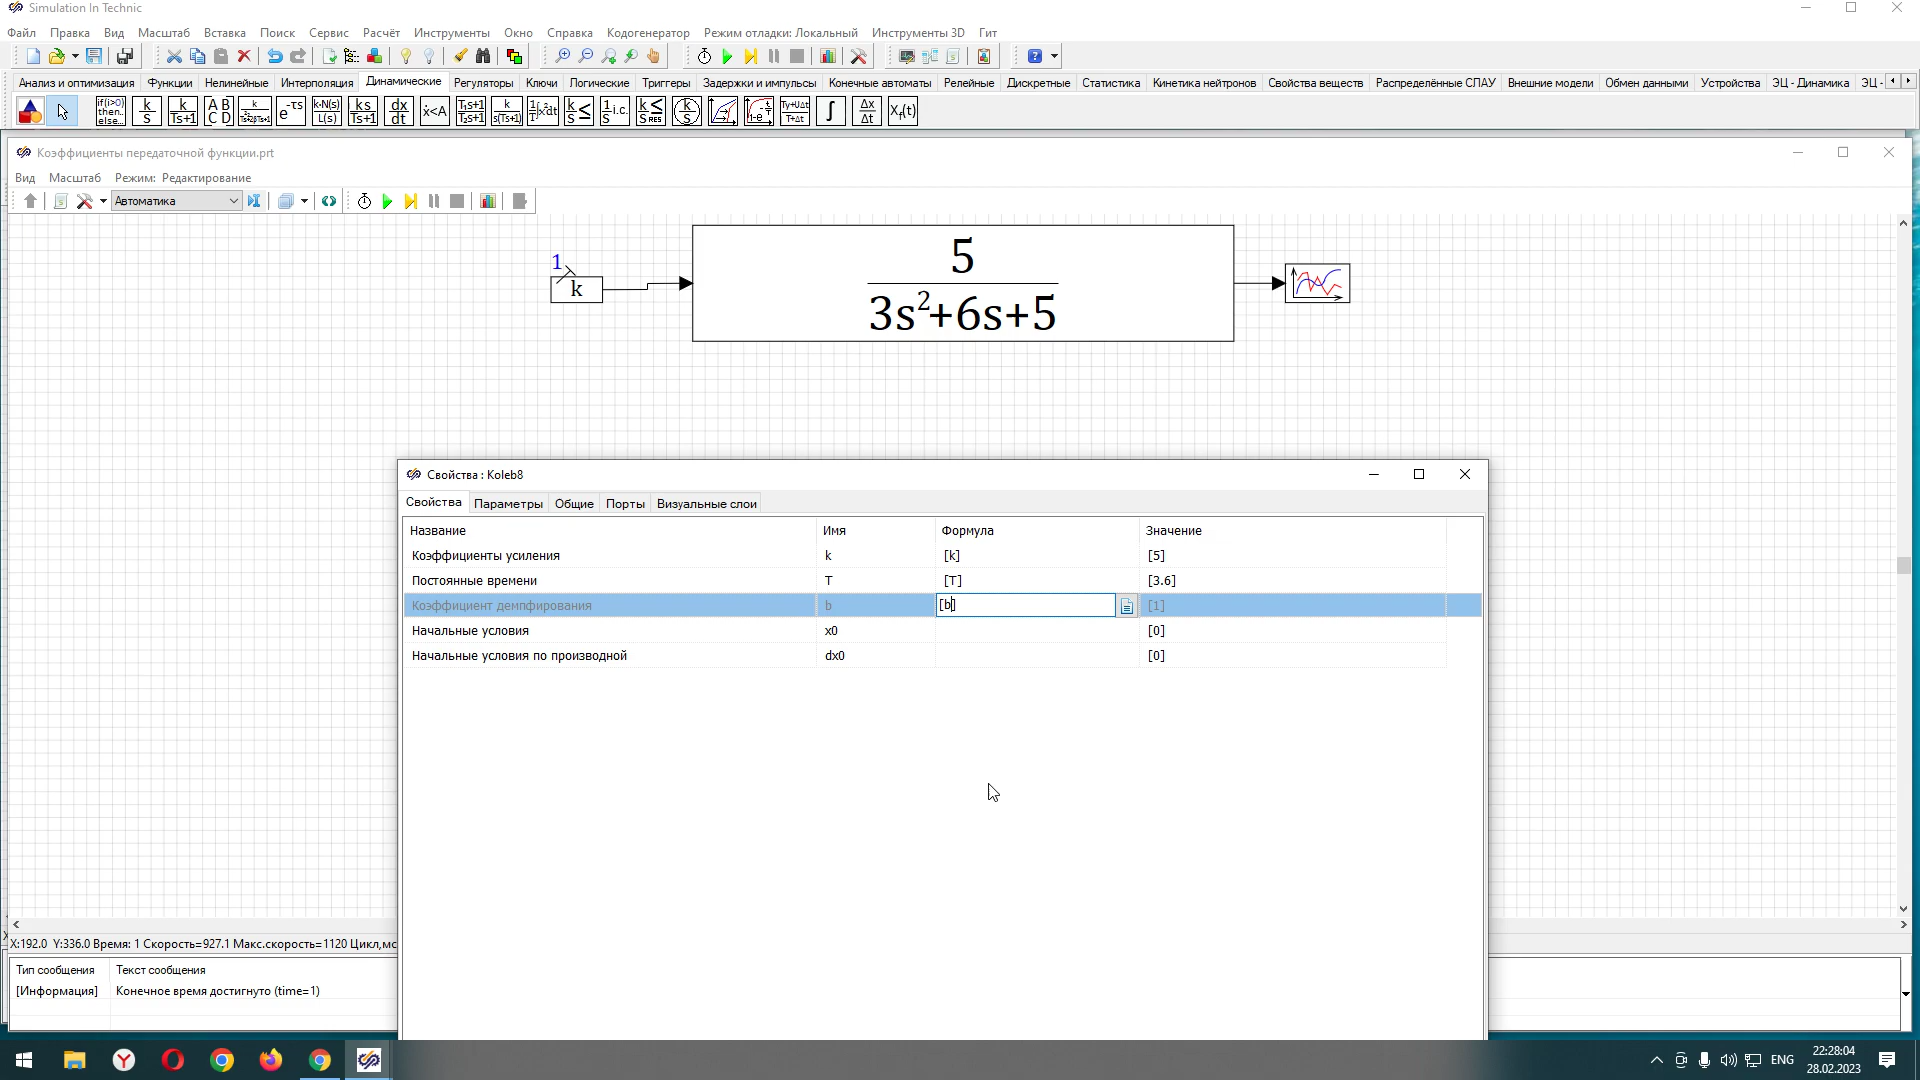 Simulation In Technic
Файл Правка Вид Масштаб Вставка Поиск Сервис Расчёт Инструменты Окно Справка Кодогенератор Режим отладки: Локальный Инструменты 3D Гит
Анализ и оптимизация Функции Нелинейные Интерполяция Динамические Регуляторы Ключи Логические Триггеры Задержки и импульсы Конечные автоматы Релейные Дискретные Статистика Кинетика нейтронов Свойства веществ Распределённые СПАУ Внешние модели Обмен данными Устройства ЭЦ - Динамика ЭЦ -
Коэффициенты передаточной функции.prt
Вид Масштаб Режим: Редактирование
Автоматика
1
k
5
3s²+6s+5
Свойства : Koleb8
Свойства Параметры Общие Порты Визуальные слои
Название Имя Формула Значение
Коэффициенты усиления k [k] [5]
Постоянные времени T [T] [3.6]
Коэффициент демпфирования b [b] [1]
Начальные условия x0 [0]
Начальные условия по производной dx0 [0]
X:192.0 Y:336.0 Время: 1 Скорость=927.1 Макс.скорость=1120 Цикл,мс
Тип сообщения Текст сообщения
[Информация] Конечное время достигнуто (time=1)
ENG
22:28:04
28.02.2023